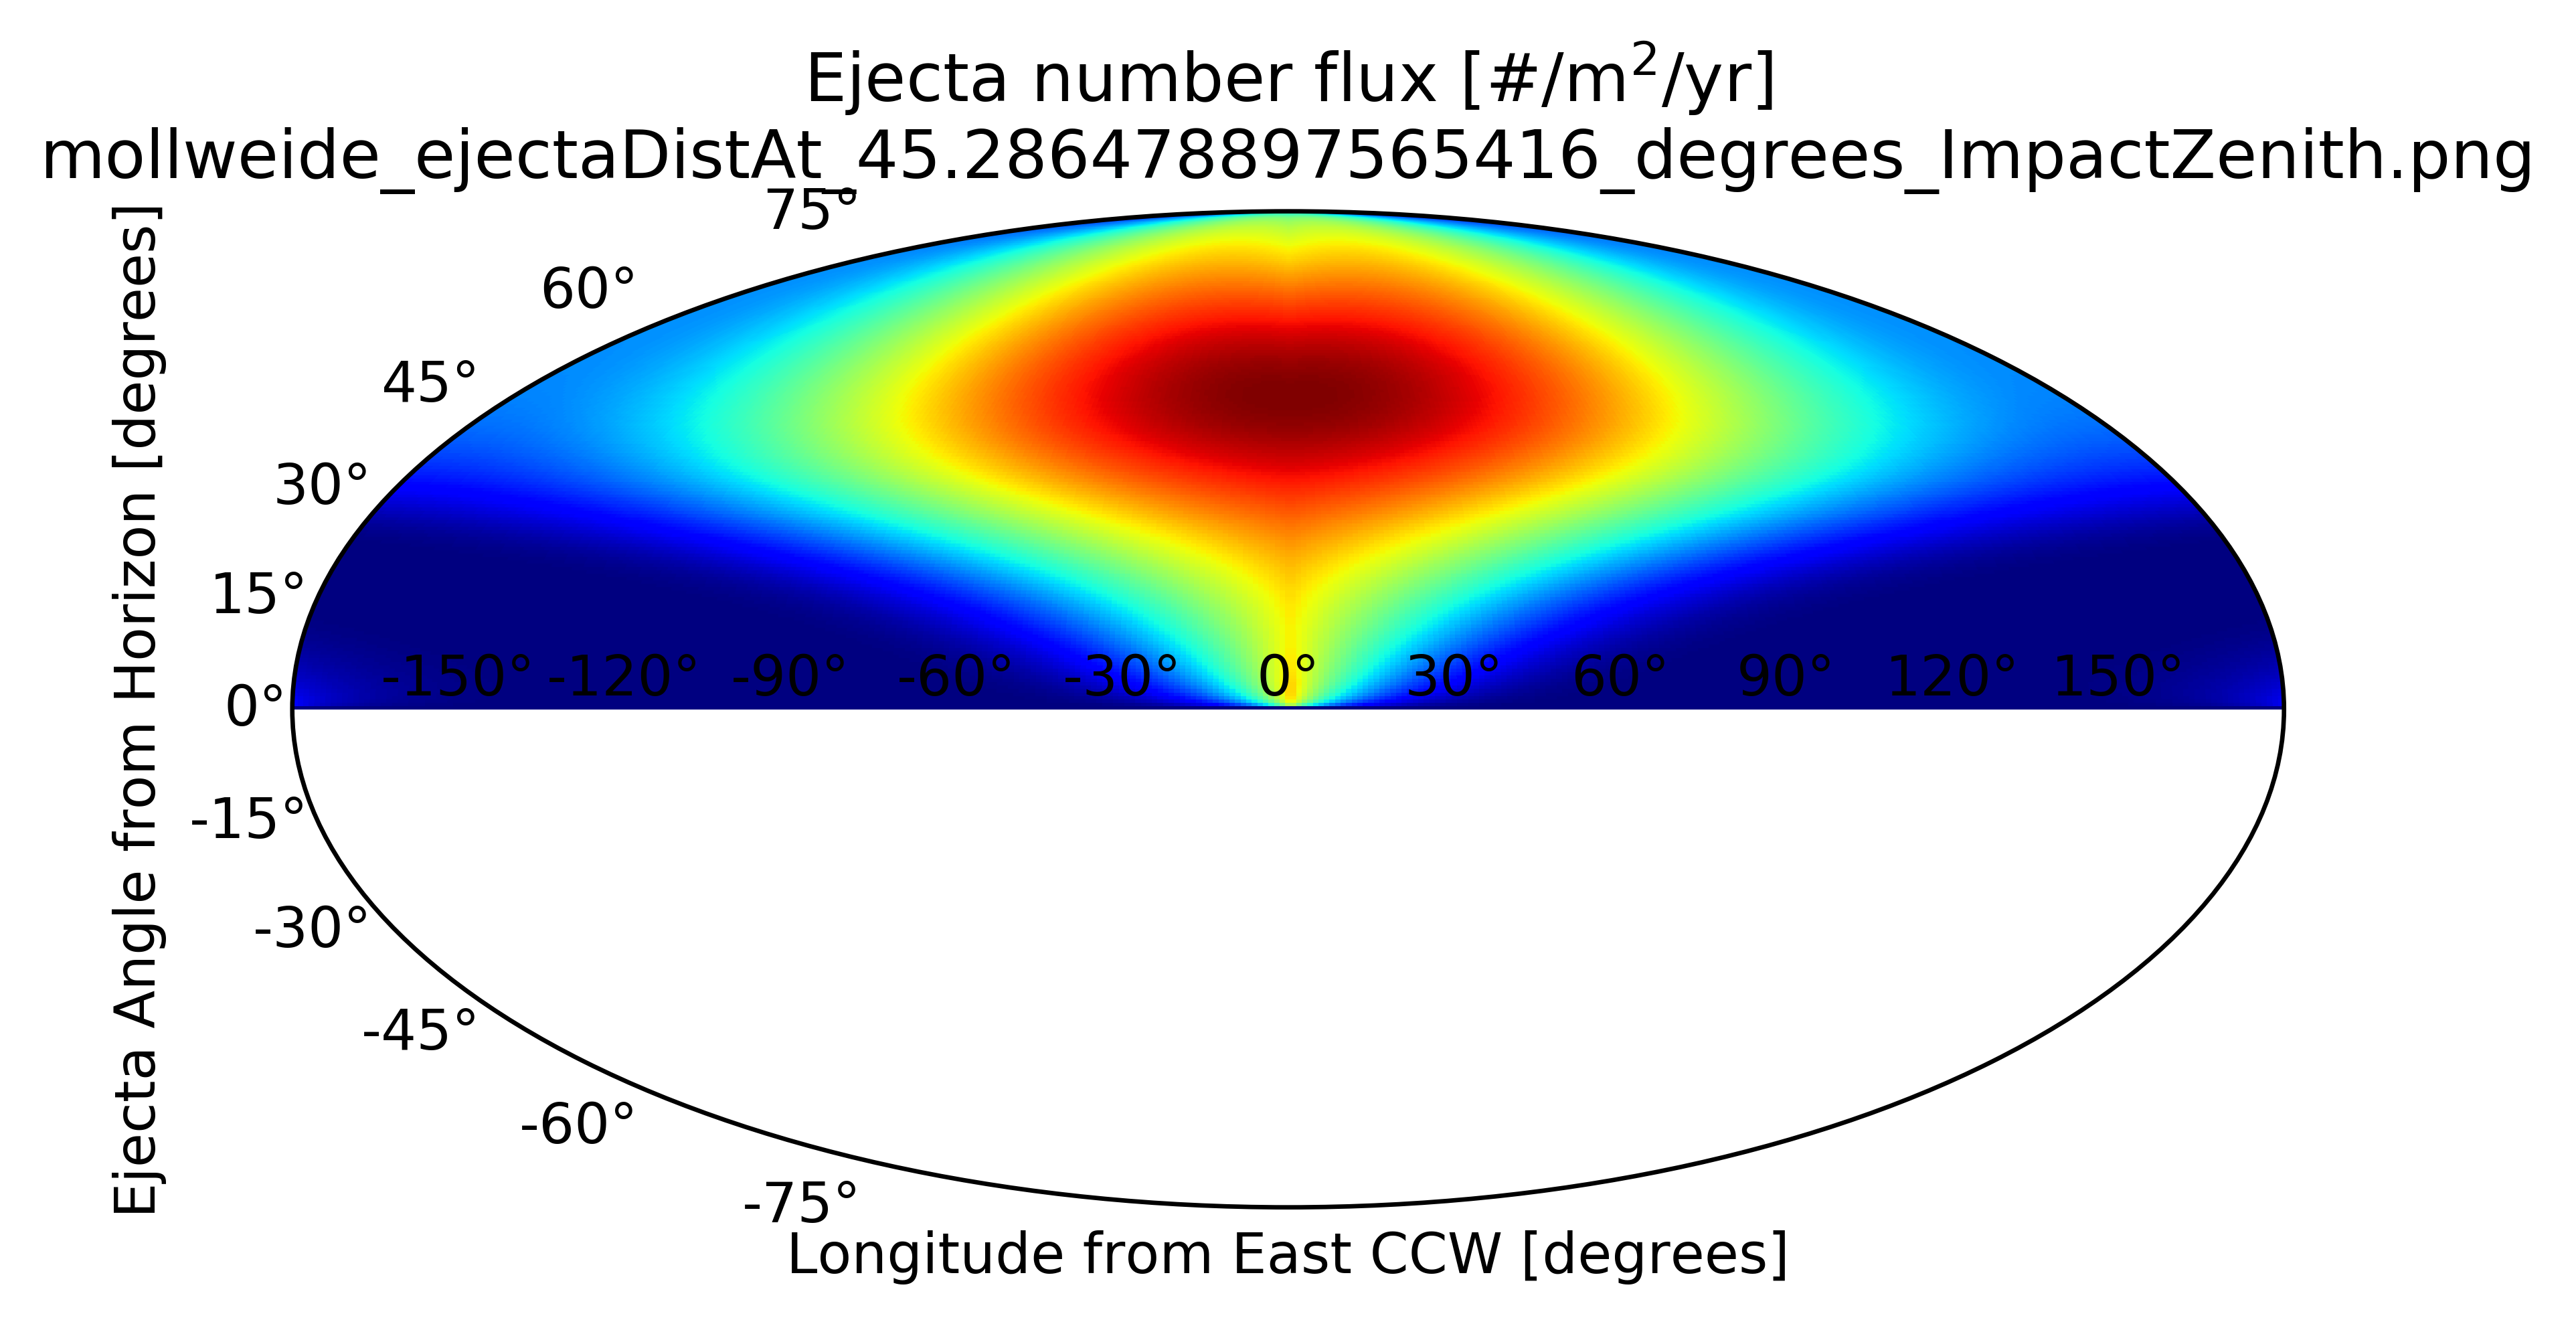 Ejecta number flux [#/m²/yr]
mollweide_ejectaDistAt_45.286478897565416_degrees_ImpactZenith.png
75°
60°
45°
30°
15°
0°
-15°
-30°
-45°
-60°
-75°
Ejecta Angle from Horizon [degrees]
-150° -120° -90° -60° -30° 0° 30° 60° 90° 120° 150°
Longitude from East CCW [degrees]